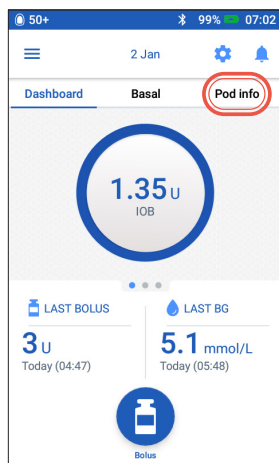 50+ 99% 07:02
2 Jan
Dashboard Basal Pod info
1.35 U
IOB
LAST BOLUS LAST BG
3 U 5.1 mmol/L
Today (04:47) Today (05:48)
Bolus